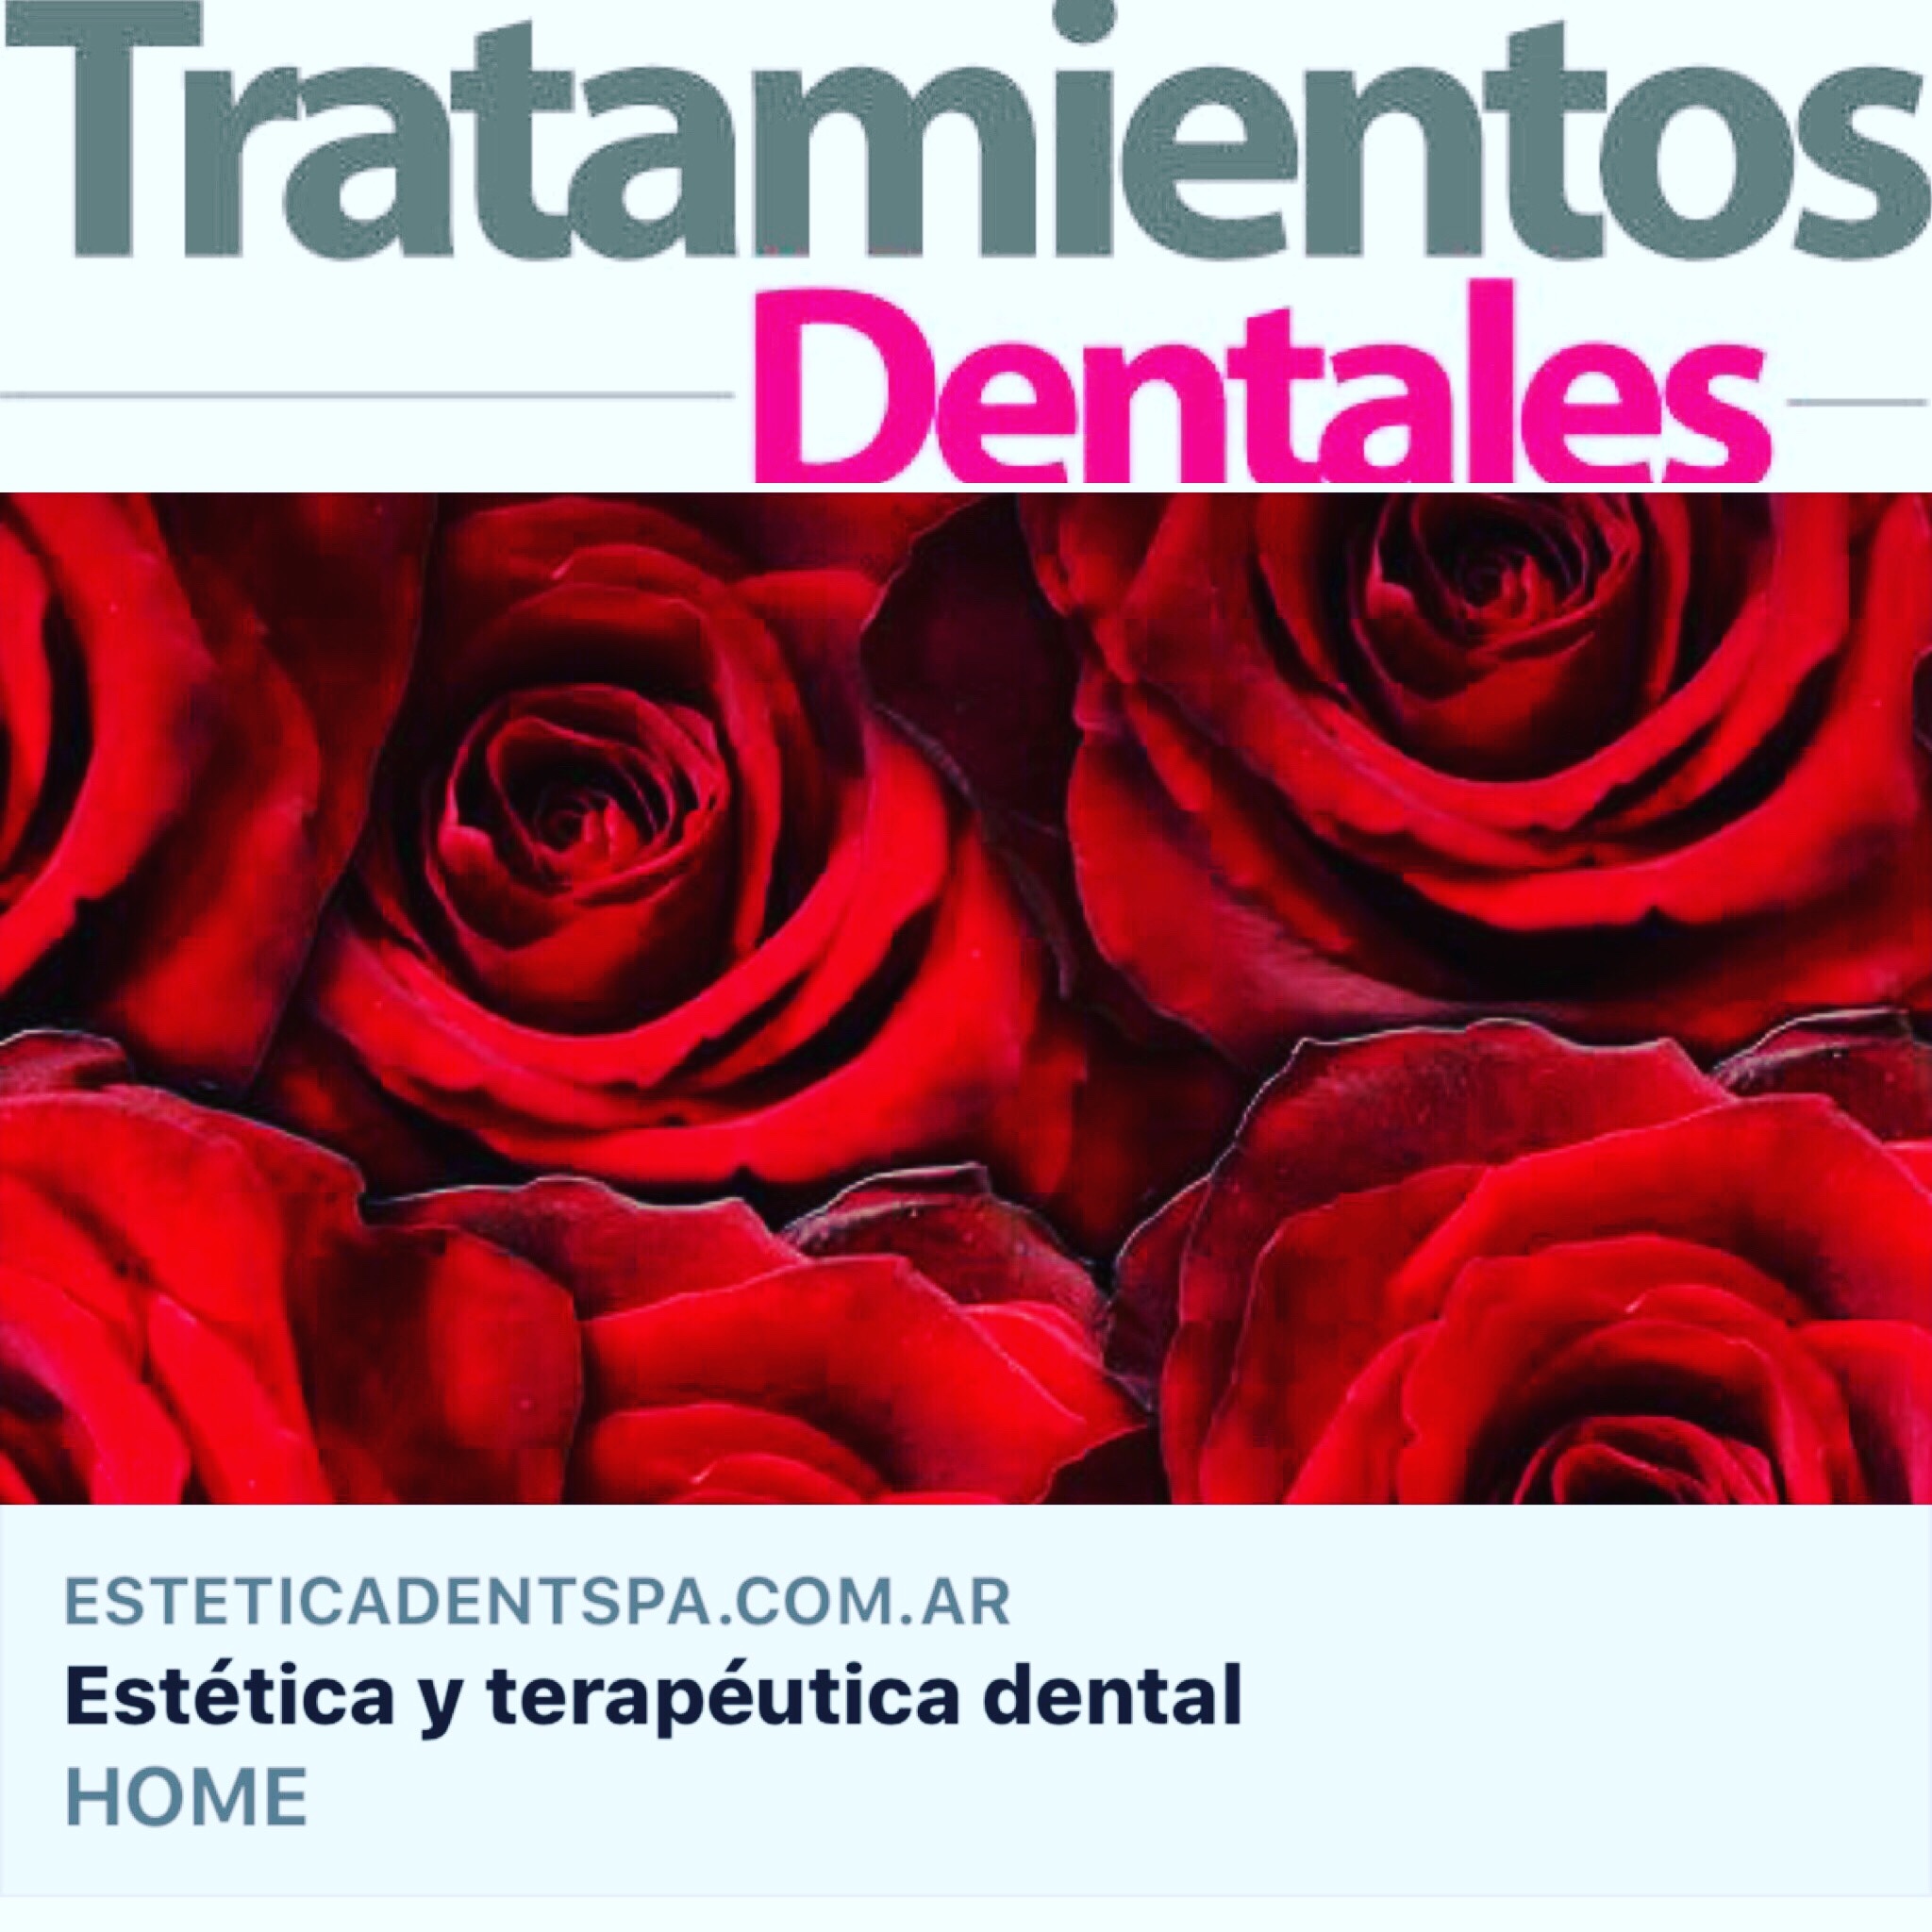 Tratamientos
Dentales
ESTETICADENTSPA.COM.AR
Estética y terapéutica dental
HOME